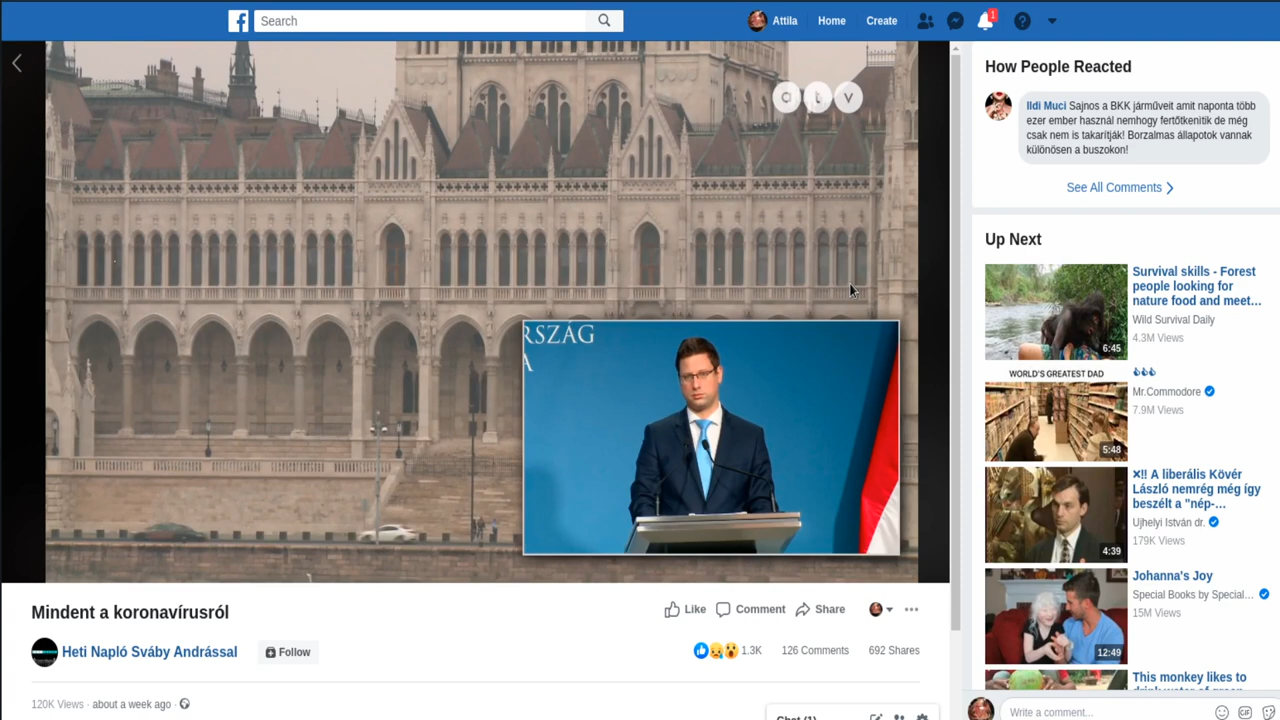 Search
Attila
Home
Create
1
A T V
RSZÁG
A
How People Reacted
Ildi Muci Sajnos a BKK járműveit amit naponta több
ezer ember használ nemhogy fertőtkenitik de még
csak nem is takarítják! Borzalmas állapotok vannak
különösen a buszokon!
See All Comments
Up Next
Survival skills - Forest
people looking for
nature food and meet...
Wild Survival Daily
4.3M Views
6:45
WORLD'S GREATEST DAD
Mr.Commodore
7.9M Views
5:48
×!! A liberális Kövér
László nemrég még így
beszélt a "nép-...
Ujhelyi István dr.
179K Views
4:39
Johanna's Joy
Special Books by Special...
15M Views
12:49
This monkey likes to
Mindent a koronavírusról
Like
Comment
Share
Heti Napló Sváby Andrással
Follow
1.3K
126 Comments
692 Shares
120K Views · about a week ago ·
Chat (1)
Write a comment...
GIF